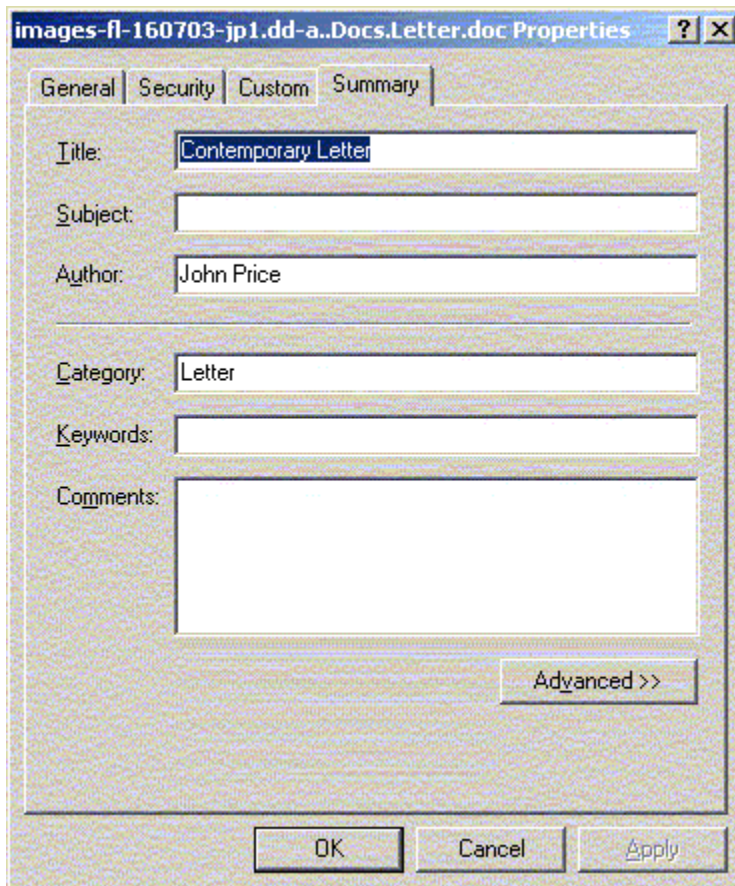 images-fl-160703-jp1.dd-a..Docs.Letter.doc Properties ?
General Security Custom Summary
Title: Contemporary Letter
Subject:
Author: John Price
Category: Letter
Keywords:
Comments:
Advanced >>
OK Cancel Apply